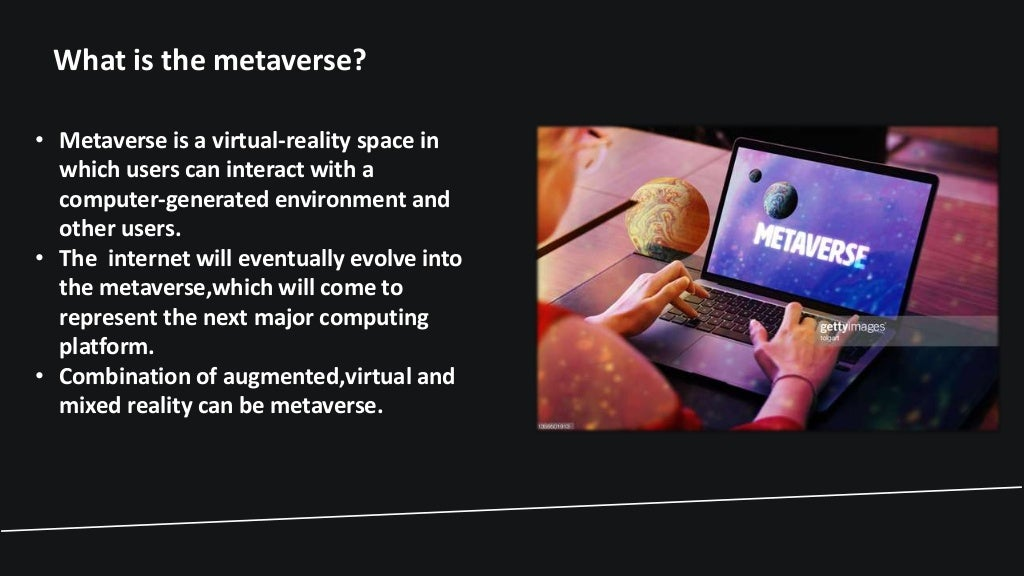 What is the metaverse?
• Metaverse is a virtual-reality space in
which users can interact with a
computer-generated environment and
other users.
• The  internet will eventually evolve into
the metaverse,which will come to
represent the next major computing
platform.
• Combination of augmented,virtual and
mixed reality can be metaverse.
METAVERSE
gettyimages
tolgart